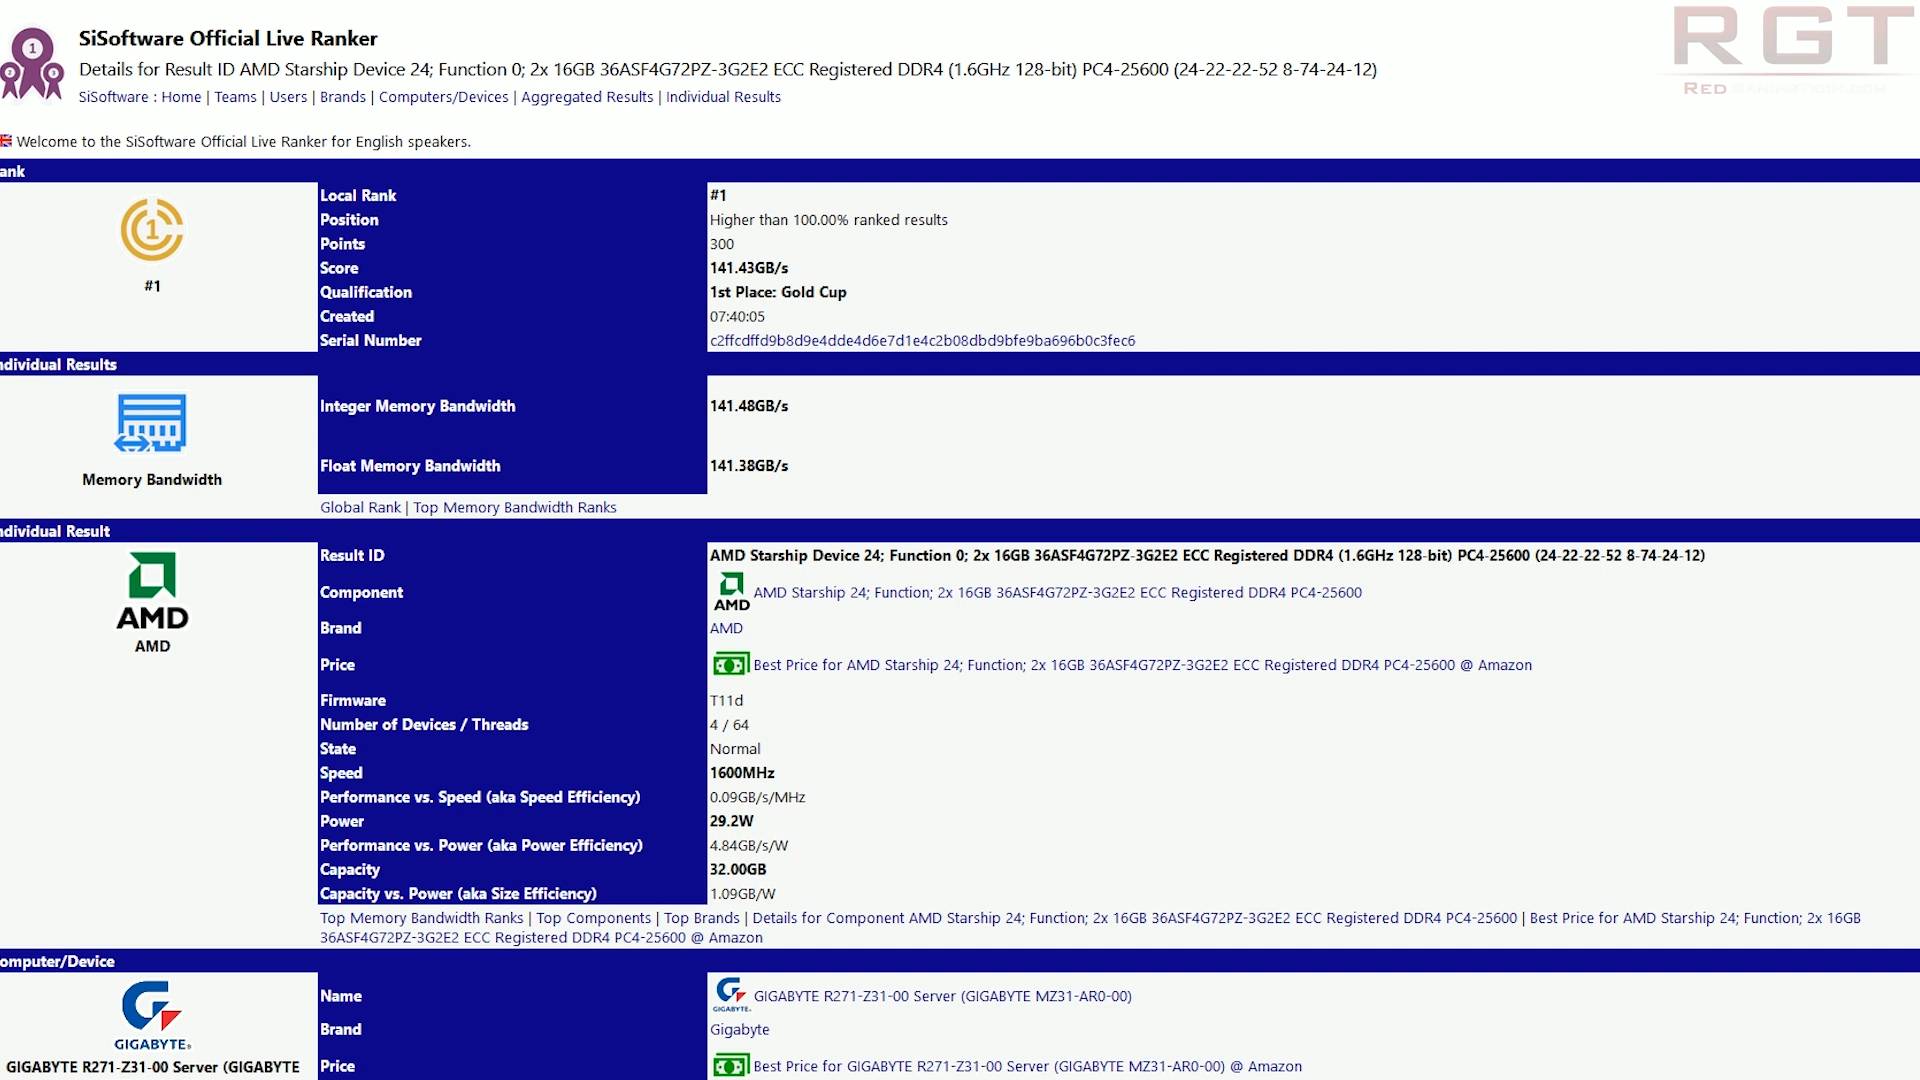 SiSoftware Official Live Ranker
Details for Result ID AMD Starship Device 24; Function 0; 2x 16GB 36ASF4G72PZ-3G2E2 ECC Registered DDR4 (1.6GHz 128-bit) PC4-25600 (24-22-22-52 8-74-24-12)
SiSoftware : Home | Teams | Users | Brands | Computers/Devices | Aggregated Results | Individual Results
RGT
RED
Welcome to the SiSoftware Official Live Ranker for English speakers.
ank
#1
Local Rank #1
Position Higher than 100.00% ranked results
Points 300
Score 141.43GB/s
Qualification 1st Place: Gold Cup
Created 07:40:05
Serial Number c2ffcdffd9b8d9e4dde4d6e7d1e4c2b08dbd9bfe9ba696b0c3fec6
ndividual Results
Memory Bandwidth
Integer Memory Bandwidth 141.48GB/s
Float Memory Bandwidth 141.38GB/s
Global Rank | Top Memory Bandwidth Ranks
ndividual Result
AMD
AMD
Result ID AMD Starship Device 24; Function 0; 2x 16GB 36ASF4G72PZ-3G2E2 ECC Registered DDR4 (1.6GHz 128-bit) PC4-25600 (24-22-22-52 8-74-24-12)
Component AMD AMD Starship 24; Function; 2x 16GB 36ASF4G72PZ-3G2E2 ECC Registered DDR4 PC4-25600
Brand AMD
Price Best Price for AMD Starship 24; Function; 2x 16GB 36ASF4G72PZ-3G2E2 ECC Registered DDR4 PC4-25600 @ Amazon
Firmware T11d
Number of Devices / Threads 4 / 64
State Normal
Speed 1600MHz
Performance vs. Speed (aka Speed Efficiency) 0.09GB/s/MHz
Power 29.2W
Performance vs. Power (aka Power Efficiency) 4.84GB/s/W
Capacity 32.00GB
Capacity vs. Power (aka Size Efficiency) 1.09GB/W
Top Memory Bandwidth Ranks | Top Components | Top Brands | Details for Component AMD Starship 24; Function; 2x 16GB 36ASF4G72PZ-3G2E2 ECC Registered DDR4 PC4-25600 | Best Price for AMD Starship 24; Function; 2x 16GB
36ASF4G72PZ-3G2E2 ECC Registered DDR4 PC4-25600 @ Amazon
omputer/Device
GIGABYTE
GIGABYTE R271-Z31-00 Server (GIGABYTE
Name GIGABYTE GIGABYTE R271-Z31-00 Server (GIGABYTE MZ31-AR0-00)
Brand Gigabyte
Price Best Price for GIGABYTE R271-Z31-00 Server (GIGABYTE MZ31-AR0-00) @ Amazon